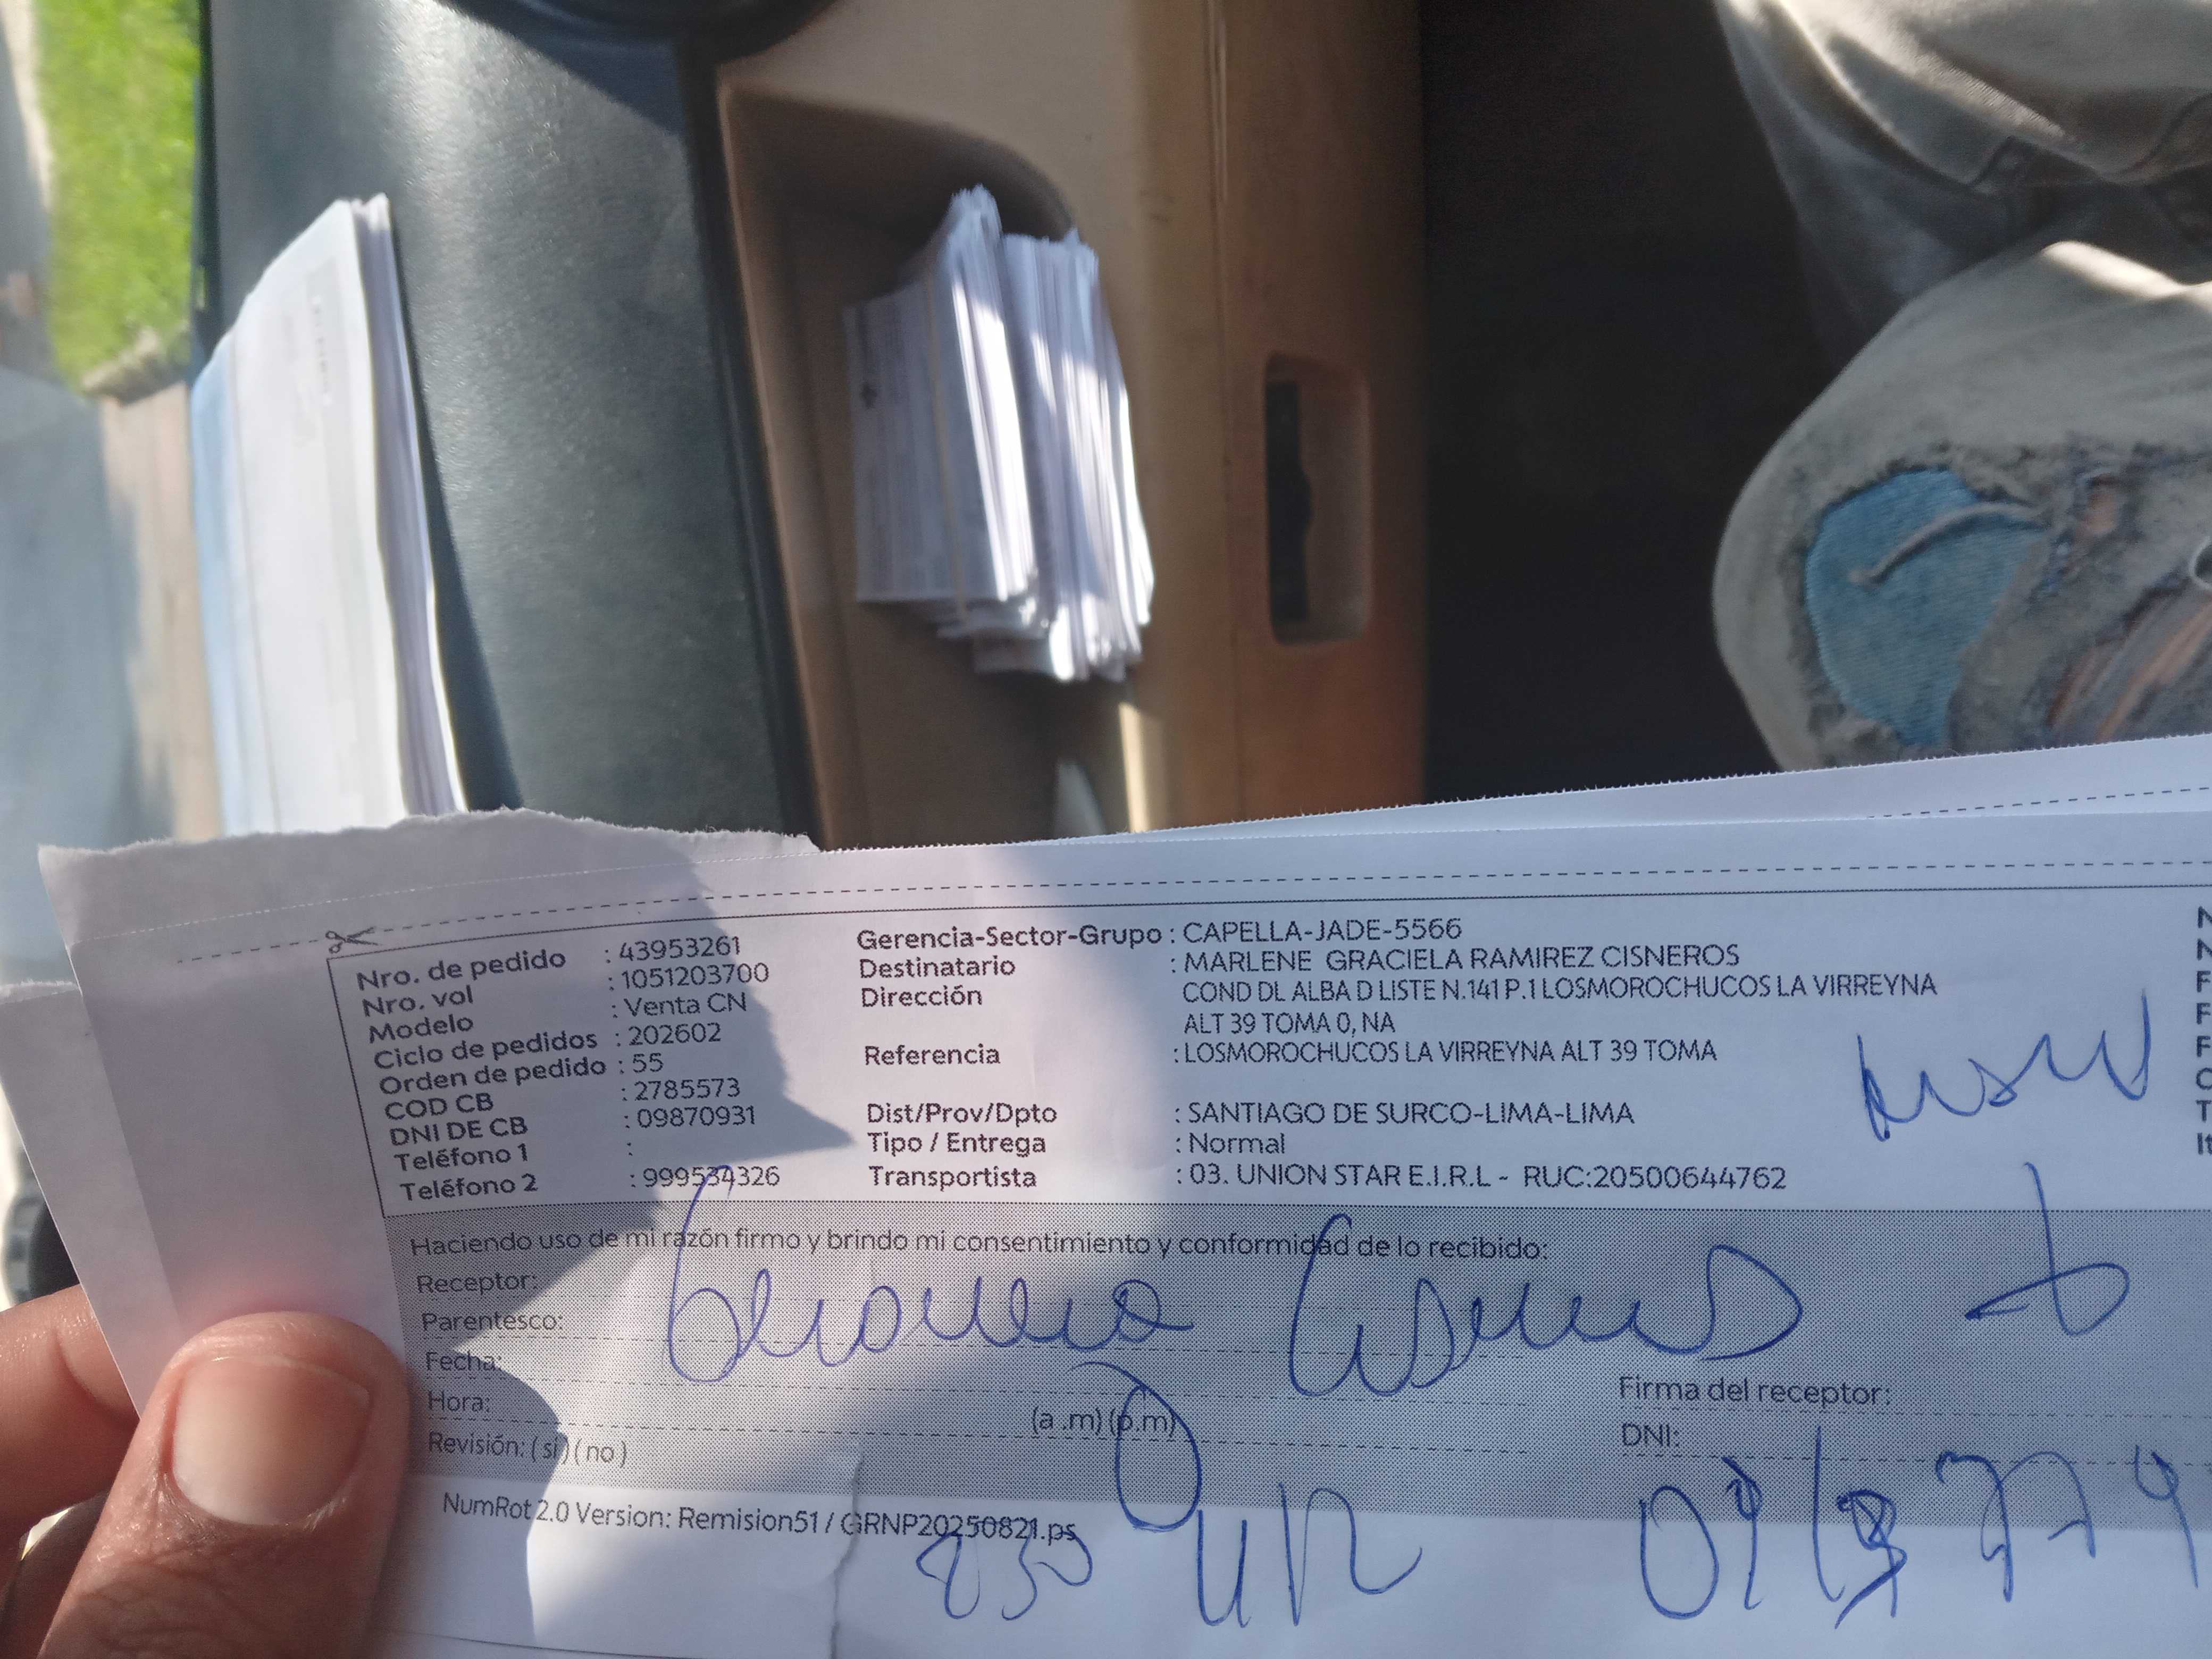 Nro. de pedido : 43953261
Nro. vol : 1051203700
Modelo : Venta CN
Ciclo de pedidos : 202602
Orden de pedido : 55
COD CB : 2785573
DNI DE CB : 09870931
Teléfono 1 :
Teléfono 2 : 999534326
Gerencia-Sector-Grupo : CAPELLA-JADE-5566
Destinatario : MARLENE GRACIELA RAMIREZ CISNEROS
Dirección COND DL ALBA D LISTE N.141 P.1 LOSMOROCHUCOS LA VIRREYNA
ALT 39 TOMA 0, NA
Referencia : LOSMOROCHUCOS LA VIRREYNA ALT 39 TOMA
Dist/Prov/Dpto : SANTIAGO DE SURCO-LIMA-LIMA
Tipo / Entrega : Normal
Transportista : 03. UNION STAR E.I.R.L - RUC:20500644762
Haciendo uso de mi razón firmo y brindo mi consentimiento y conformidad de lo recibido:
Receptor:
Parentesco:
Fecha:
Hora: (a .m) (p.m)
Revisión: ( si ) ( no )
Firma del receptor:
DNI:
NumRot 2.0 Version: Remision51 / GRNP20250821.ps